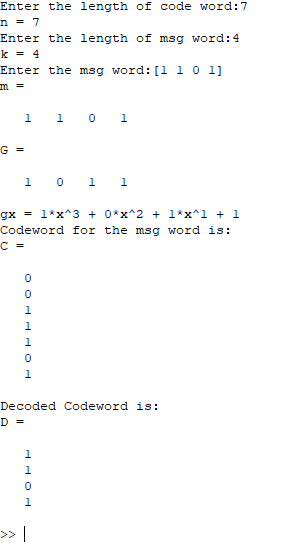 Enter the length of code word:7
n = 7
Enter the length of msg word:4
k = 4
Enter the msg word:[1 1 0 1]
m =
1 1 0 1
G =
1 0 1 1
gx = 1*x^3 + 0*x^2 + 1*x^1 + 1
Codeword for the msg word is:
C =
0
0
1
1
1
0
1
Decoded Codeword is:
D =
1
1
0
1
>>